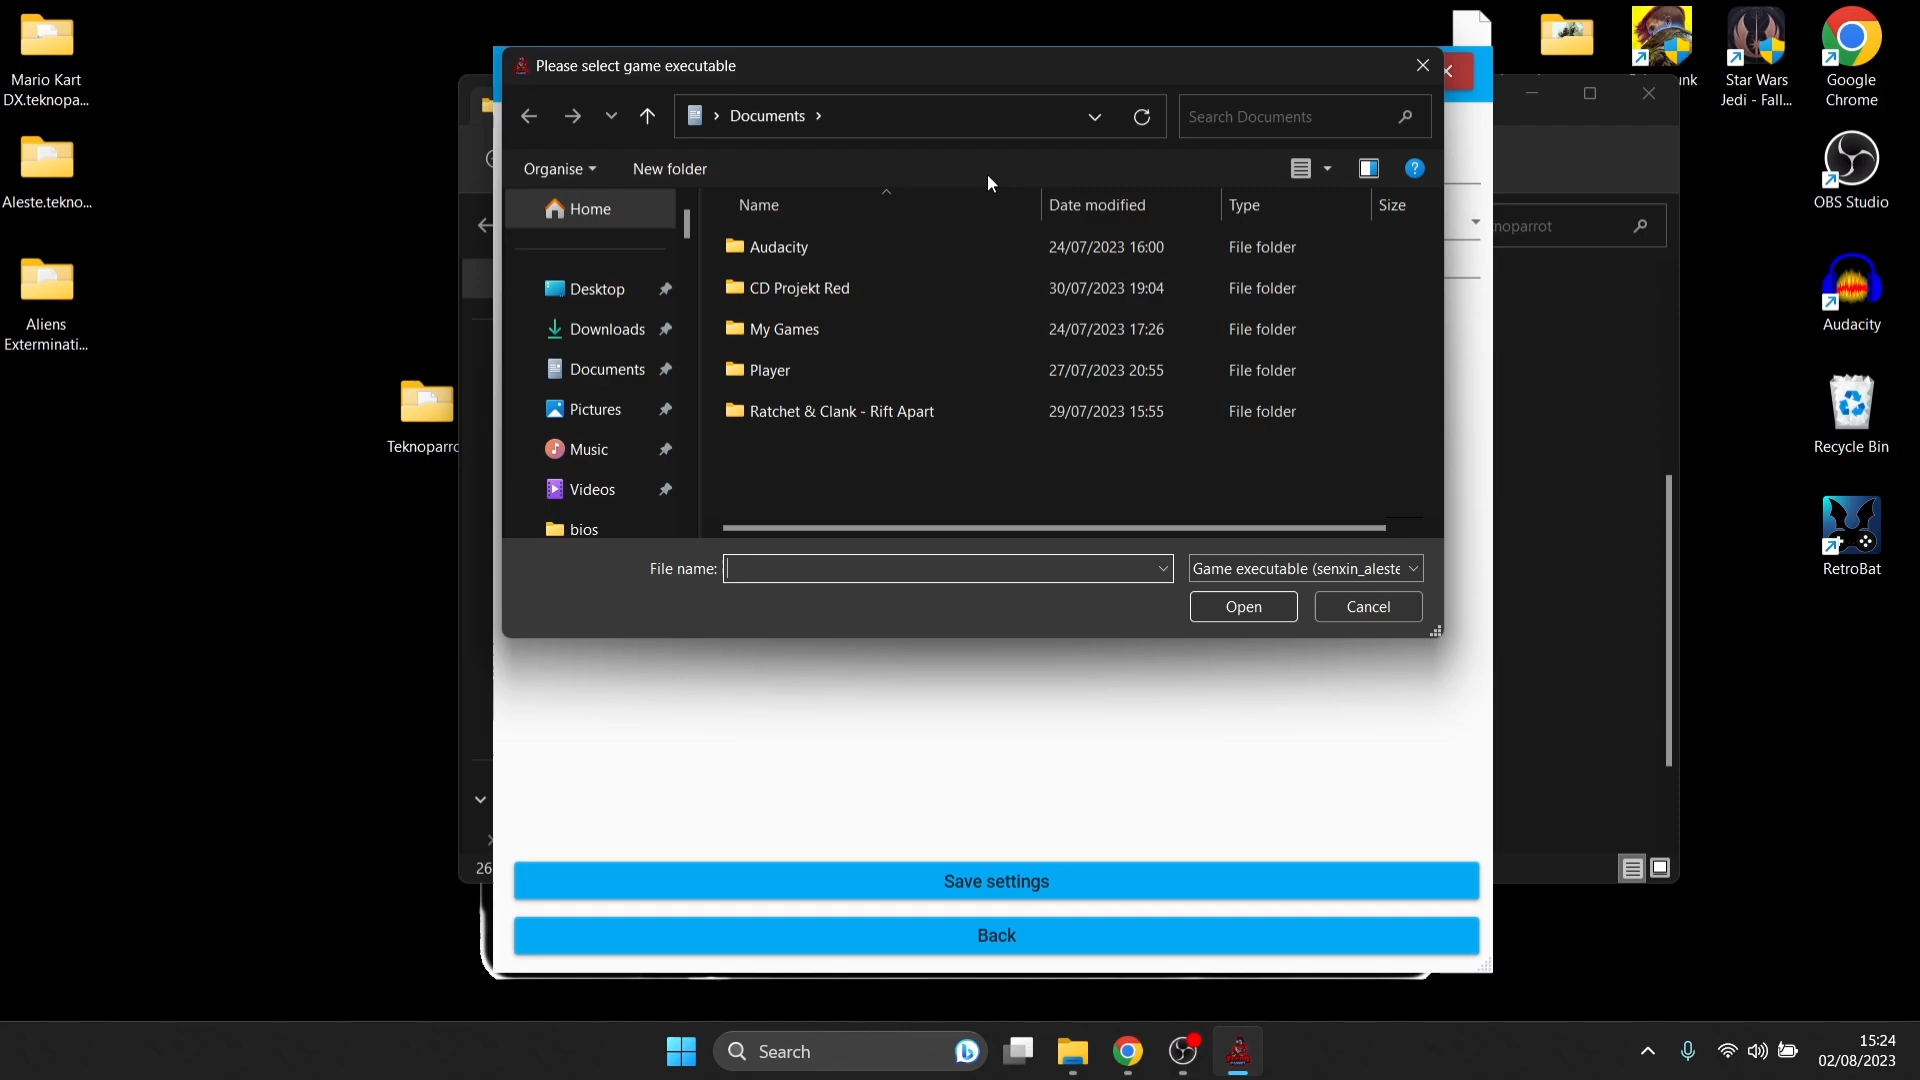 Mario Kart
DX.teknopa...
Aleste.tekno...
Aliens
Exterminati...
Teknoparro
Please select game executable
Documents
Search Documents
Organise
New folder
Home
Desktop
Downloads
Documents
Pictures
Music
Videos
bios
Name
Date modified
Type
Size
Audacity
24/07/2023 16:00
File folder
CD Projekt Red
30/07/2023 19:04
File folder
My Games
24/07/2023 17:26
File folder
Player
27/07/2023 20:55
File folder
Ratchet & Clank - Rift Apart
29/07/2023 15:55
File folder
File name:
Game executable (senxin_aleste
Open
Cancel
noparrot
26
Save settings
Back
unk
Star Wars
Jedi - Fall...
Google
Chrome
OBS Studio
Audacity
Recycle Bin
RetroBat
Search
15:24
02/08/2023